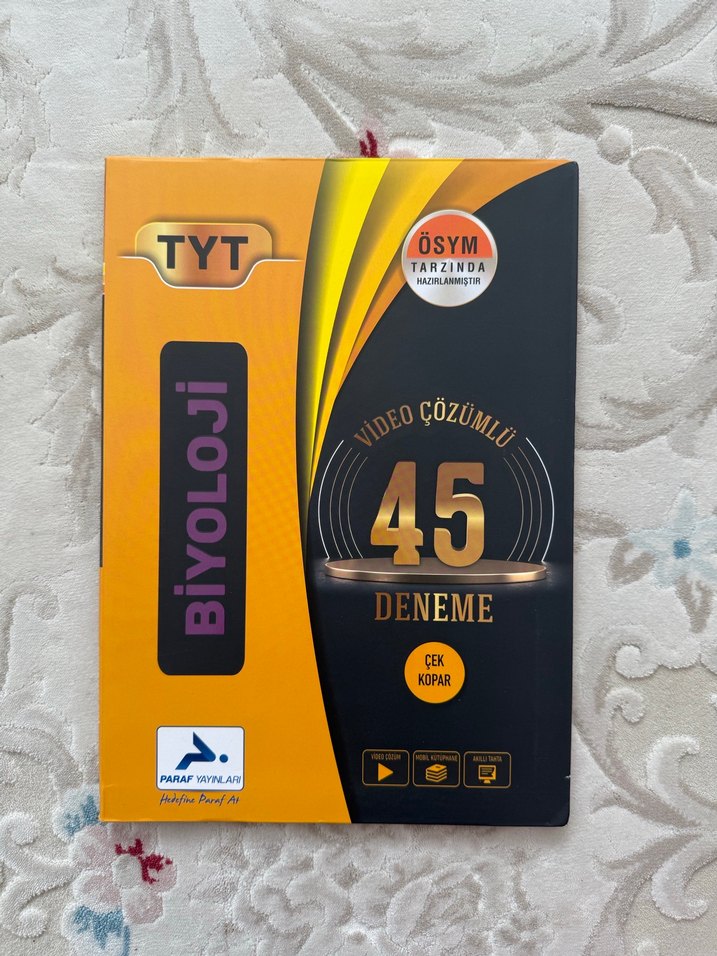 TYT
BİYOLOJİ
ÖSYM
TARZINDA
HAZIRLANMIŞTIR
VİDEO ÇÖZÜMLÜ
45
DENEME
ÇEK
KOPAR
VİDEO ÇÖZÜM
MOBİL KÜTÜPHANE
AKILLI TAHTA
PARAF YAYINLARI
Hedefine Paraf At